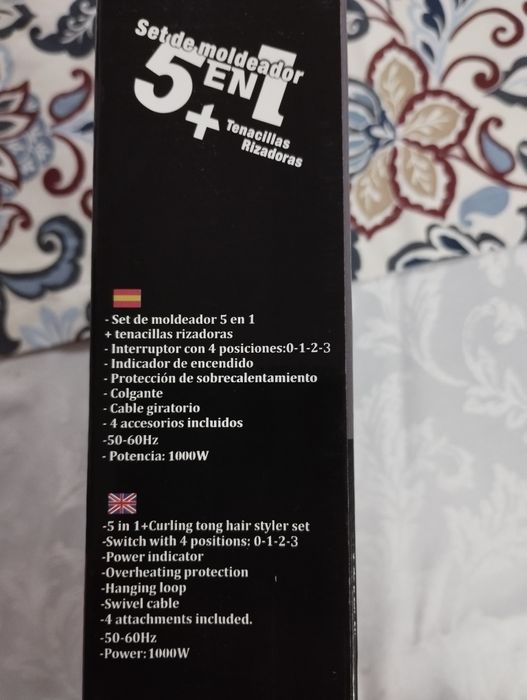 Set de moldeador
5 EN 1
+ Tenacillas
Rizadoras
- Set de moldeador 5 en 1
+ tenacillas rizadoras
- Interruptor con 4 posiciones:0-1-2-3
- Indicador de encendido
- Protección de sobrecalentamiento
- Colgante
- Cable giratorio
- 4 accesorios incluidos
-50-60Hz
- Potencia: 1000W
-5 in 1+Curling tong hair styler set
-Switch with 4 positions: 0-1-2-3
-Power indicator
-Overheating protection
-Hanging loop
-Swivel cable
-4 attachments included.
-50-60Hz
-Power:1000W